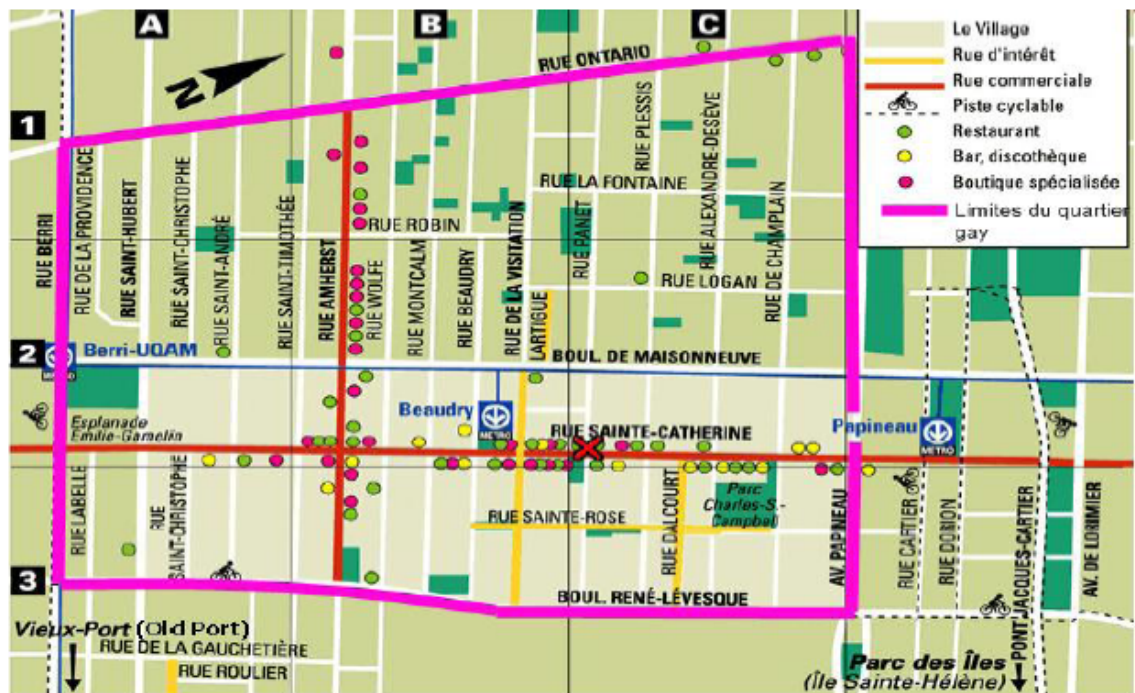 A
B
C
RUE ONTARIO
N
1
RUE BERRI
RUE DE LA PROVIDENCE
RUE SAINT-HUBERT
RUE SAINT-CHRISTOPHE
RUE SAINT-ANDRÉ
RUE SAINT-TIMOTHÉE
RUE AMHERST
RUE ROBIN
RUE WOLFE
RUE MONTCALM
RUE BEAUDRY
RUE DE LA VISITATION
LARTIGUE
RUE LA FONTAINE
RUE PANET
RUE PLESSIS
RUE ALEXANDRE-DESÈVE
RUE LOGAN
RUE DE CHAMPLAIN
Le Village
Rue d'intérêt
Rue commerciale
Piste cyclable
Restaurant
Bar, discothèque
Boutique spécialisée
Limites du quartier
gay
2
Berri-UQAM
METRO
BOUL. DE MAISONNEUVE
Esplanade
Émilie-Gamelin
Beaudry
METRO
RUE SAINTE-CATHERINE
Papineau
METRO
RUE LABELLE
RUE
SAINT-CHRISTOPHE
RUE SAINTE-ROSE
RUE DALCOURT
Parc
Charles-S.-
Campbell
AV. PAPINEAU
RUE CARTIER
RUE DORION
PONT JACQUES-CARTIER
AV. DE LORIMIER
3
BOUL. RENÉ-LÉVESQUE
Vieux-Port (Old Port)
RUE DE LA GAUCHETIÈRE
RUE ROULIER
Parc des Îles
(Île Sainte-Hélène)